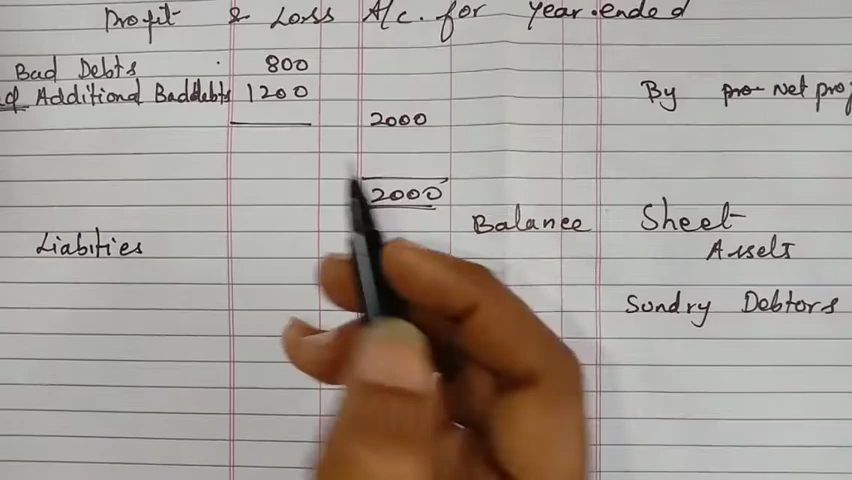 Profit & Loss A/c. for year.ended
Bad Debts 800
Additional Baddebts 1200 By Net
2000
2000
Balance Sheet
Liabities Assets
Sundry Debtors